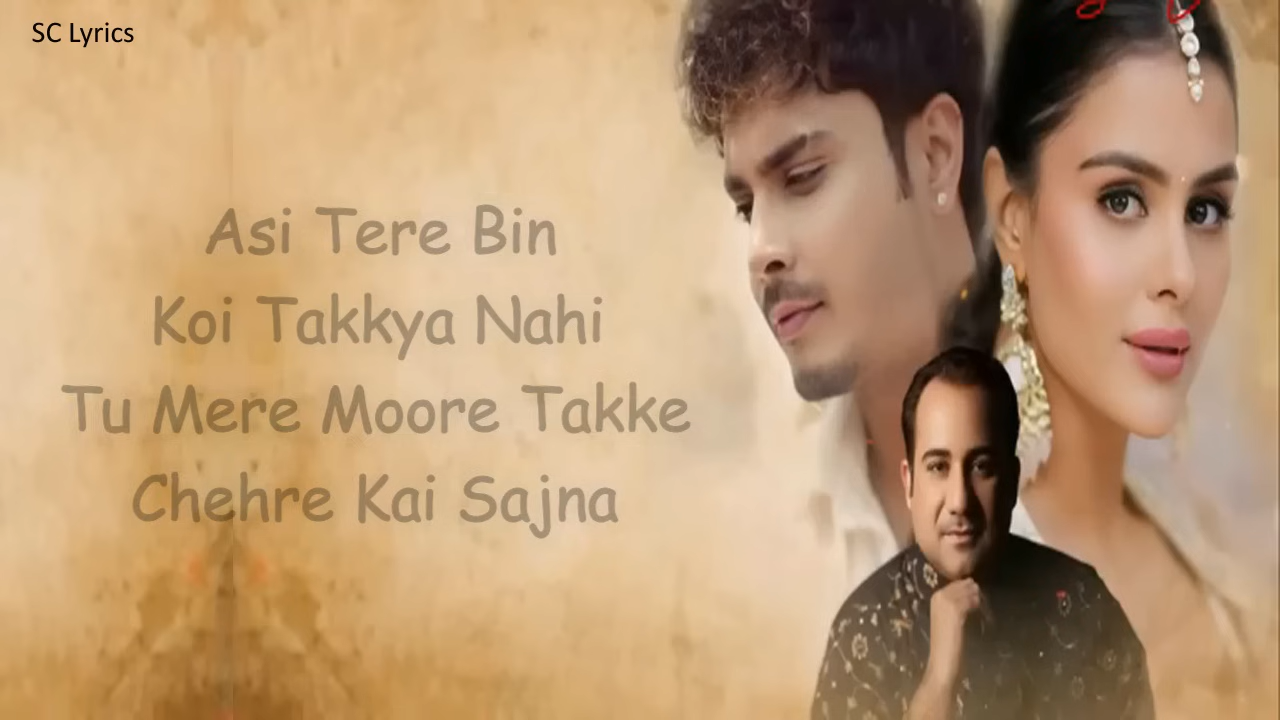 SC Lyrics
Asi Tere Bin
Koi Takkya Nahi
Tu Mere Moore Takke
Chehre Kai Sajna